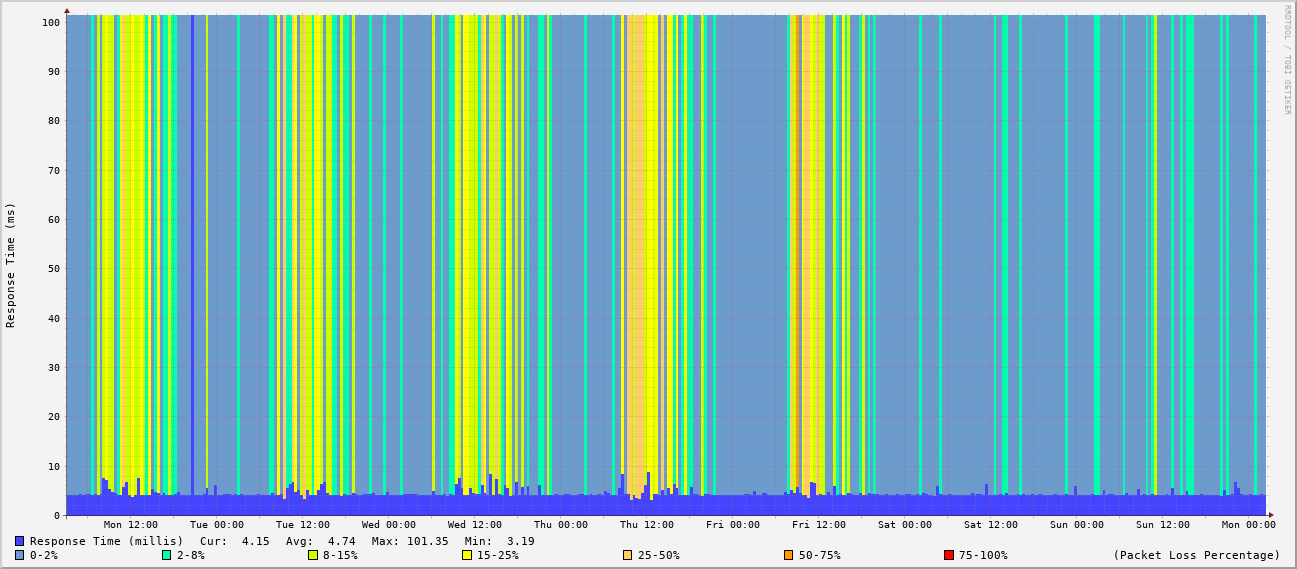 RRDTOOL / TOBI OETIKER
Response Time (ms)
100
90
80
70
60
50
40
30
20
10
0
Mon 12:00 Tue 00:00 Tue 12:00 Wed 00:00 Wed 12:00 Thu 00:00 Thu 12:00 Fri 00:00 Fri 12:00 Sat 00:00 Sat 12:00 Sun 00:00 Sun 12:00 Mon 00:00
Response Time (millis) Cur: 4.15 Avg: 4.74 Max: 101.35 Min: 3.19
0-2% 2-8% 8-15% 15-25% 25-50% 50-75% 75-100% (Packet Loss Percentage)